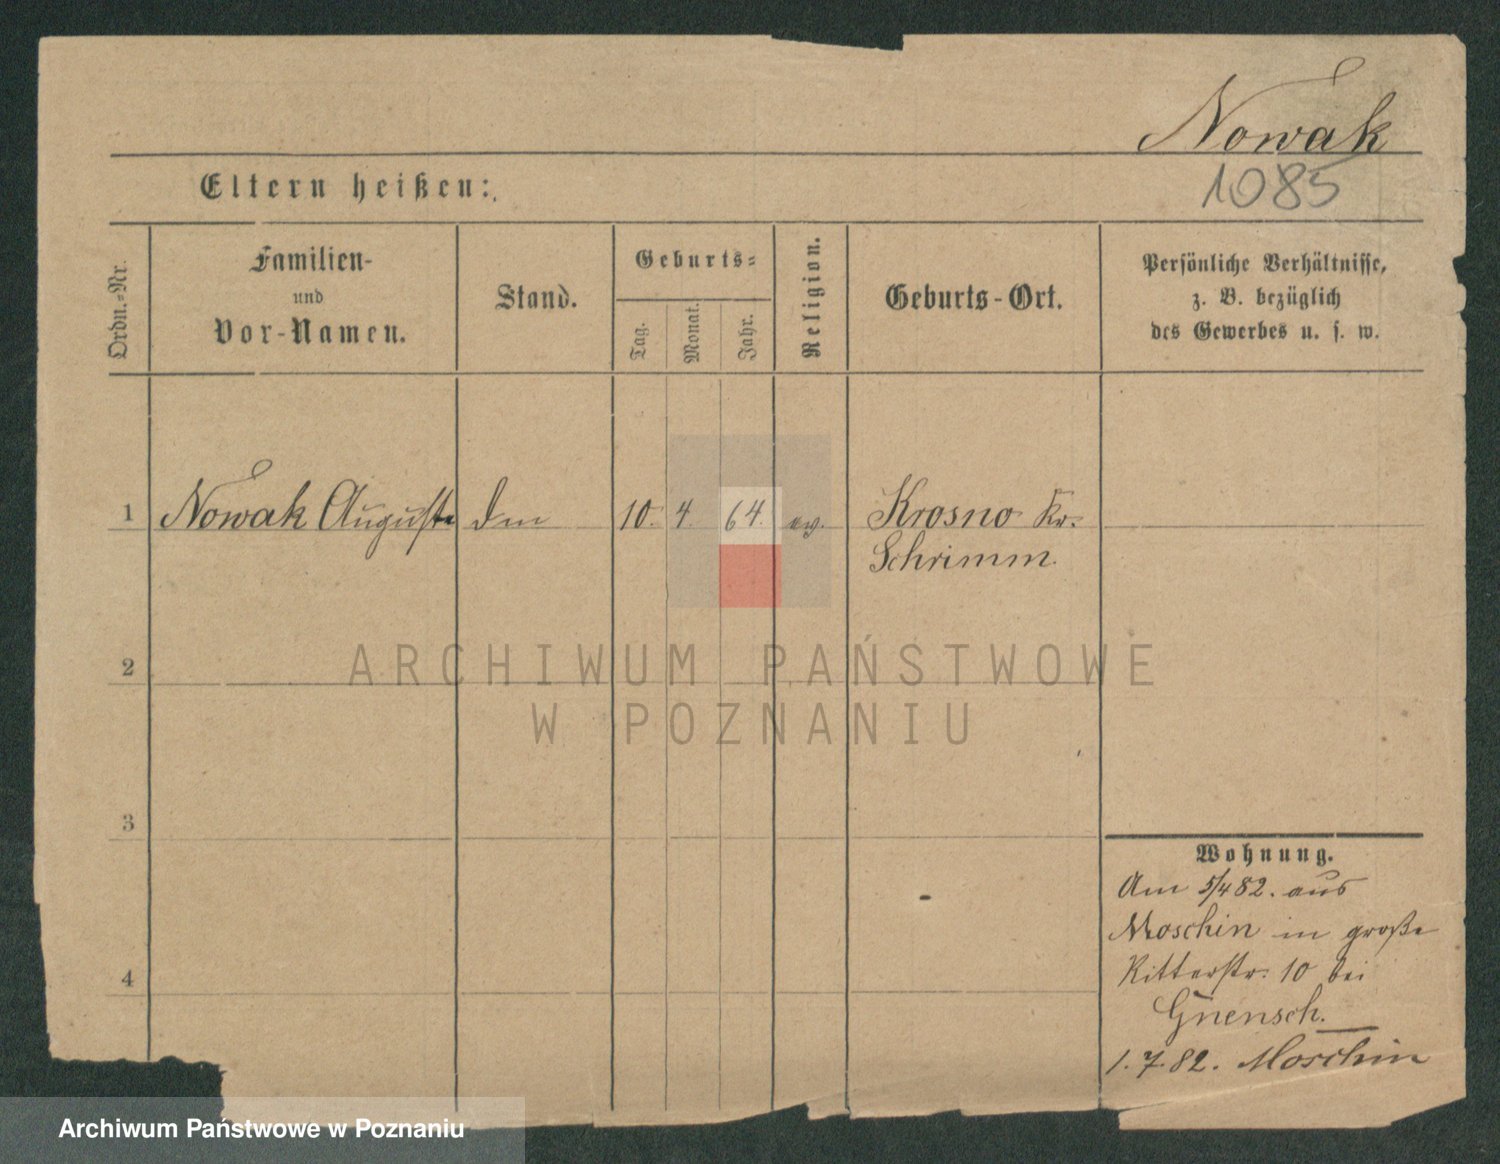 Nowak
1085
Eltern heißen:
Ordn.-Nr.
Familien-
und
Vor-Namen.
Stand.
Geburts-
Tag.
Monat.
Jahr.
Religion.
Geburts-Ort.
Persönliche Verhältnisse,
z. B. bezüglich
des Gewerbes u. s. w.
1 Nowak Auguste 10. 4. 64. ev. Krosno Kr.
Schrimm.
2
3
4
Wohnung.
Am 5/4 82. aus
Moschin in große
Ritterstr. 10 bei
1.7.82. Moschin
ARCHIWUM PAŃSTWOWE
W POZNANIU
Archiwum Państwowe w Poznaniu